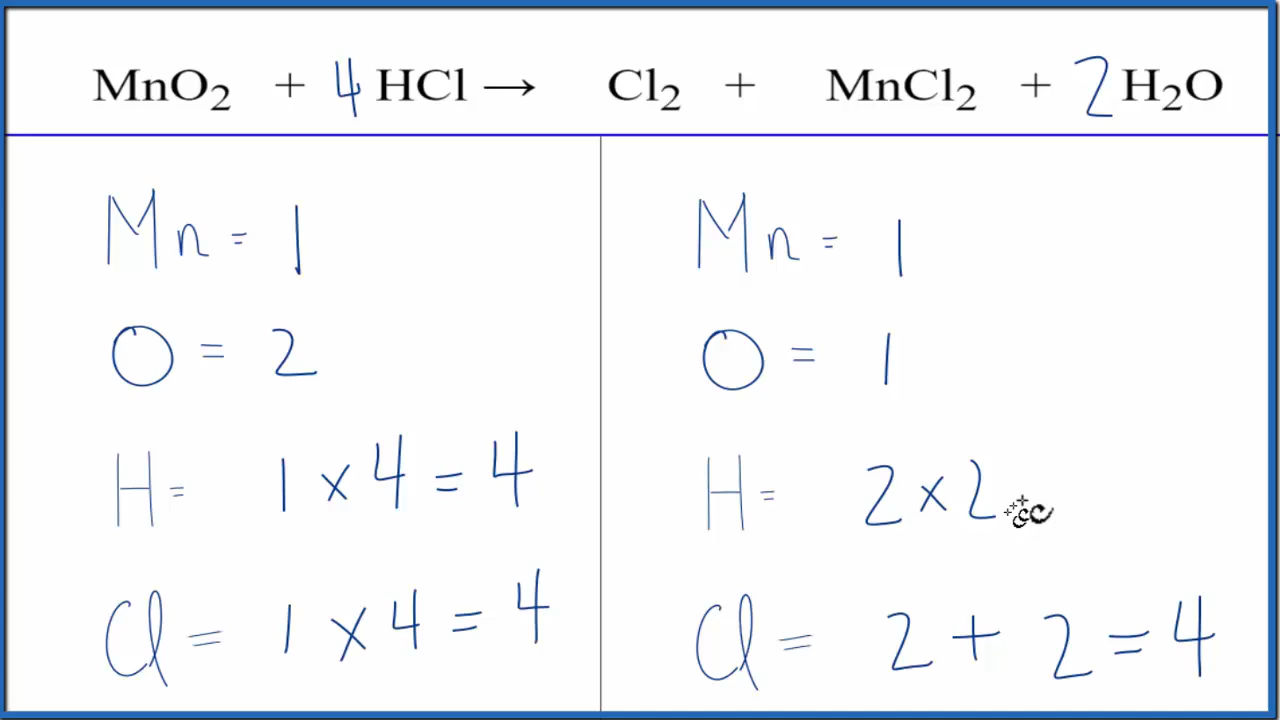 MnO₂ + 4 HCl → Cl₂ + MnCl₂ + 2 H₂O
Mn = 1
O = 2
H = 1 x 4 = 4
Cl = 1 x 4 = 4
Mn = 1
O = 1
H = 2 x 2
Cl = 2 + 2 = 4